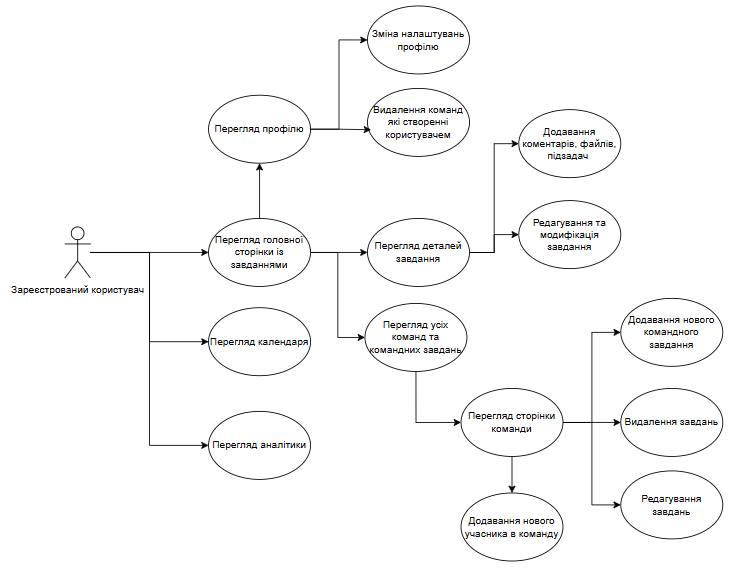 Зміна налаштувань
профілю
Видалення команд
які створенні
користувачем
Перегляд профілю
Додавання
коментарів, файлів,
підзадач
Перегляд головної
сторінки із
завданнями
Перегляд деталей
завдання
Редагування та
модифікація
завдання
Зареєстрований користувач
Перегляд календаря
Перегляд усіх
команд та
командних завдань
Додавання нового
командного
завдання
Перегляд аналітики
Перегляд сторінки
команди
Видалення завдань
Редагування
завдань
Додавання нового
учасника в команду